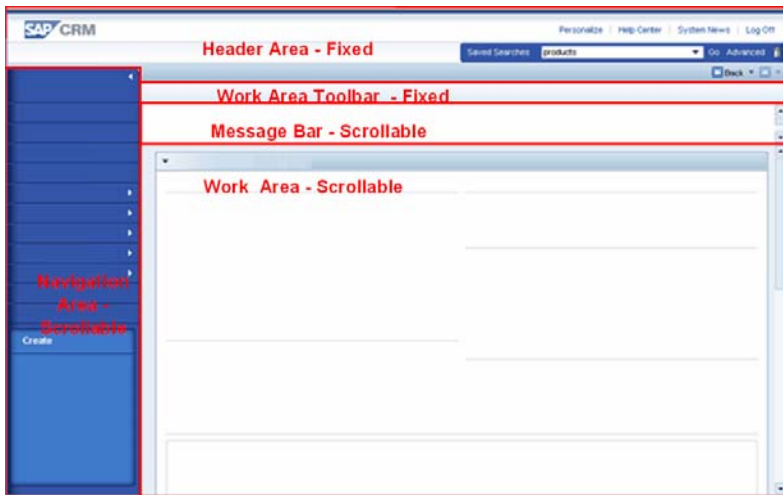 SAP CRM
Personalize | Help Center | System News | Log Off
Header Area - Fixed
Saved Searches products Go Advanced
Back
Work Area Toolbar - Fixed
Message Bar - Scrollable
Work Area - Scrollable
Navigation
Area -
Scrollable
Create